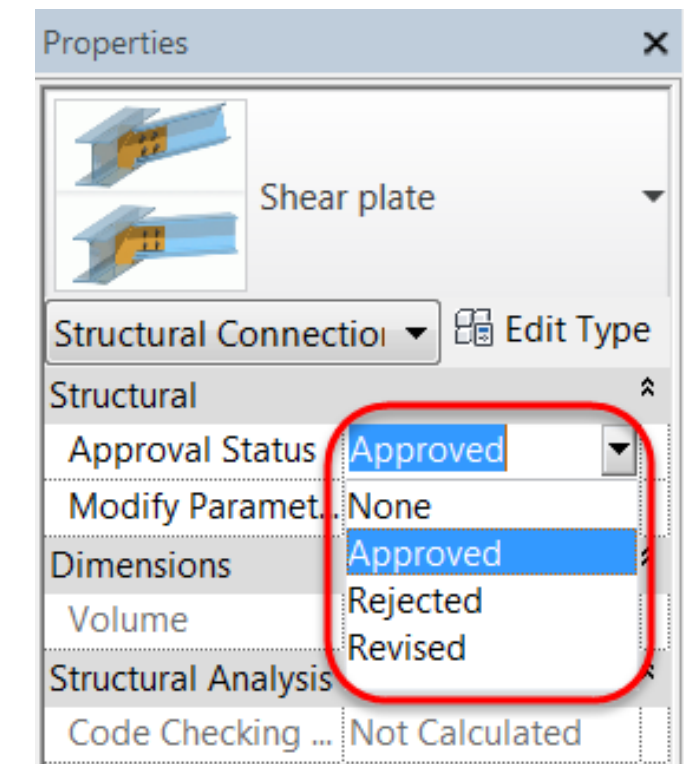 Properties
Shear plate
Structural Connectio
Edit Type
Structural
Approval Status Approved
Modify Paramet... None
Approved
Dimensions
Rejected
Volume
Revised
Structural Analysis
Code Checking ... Not Calculated